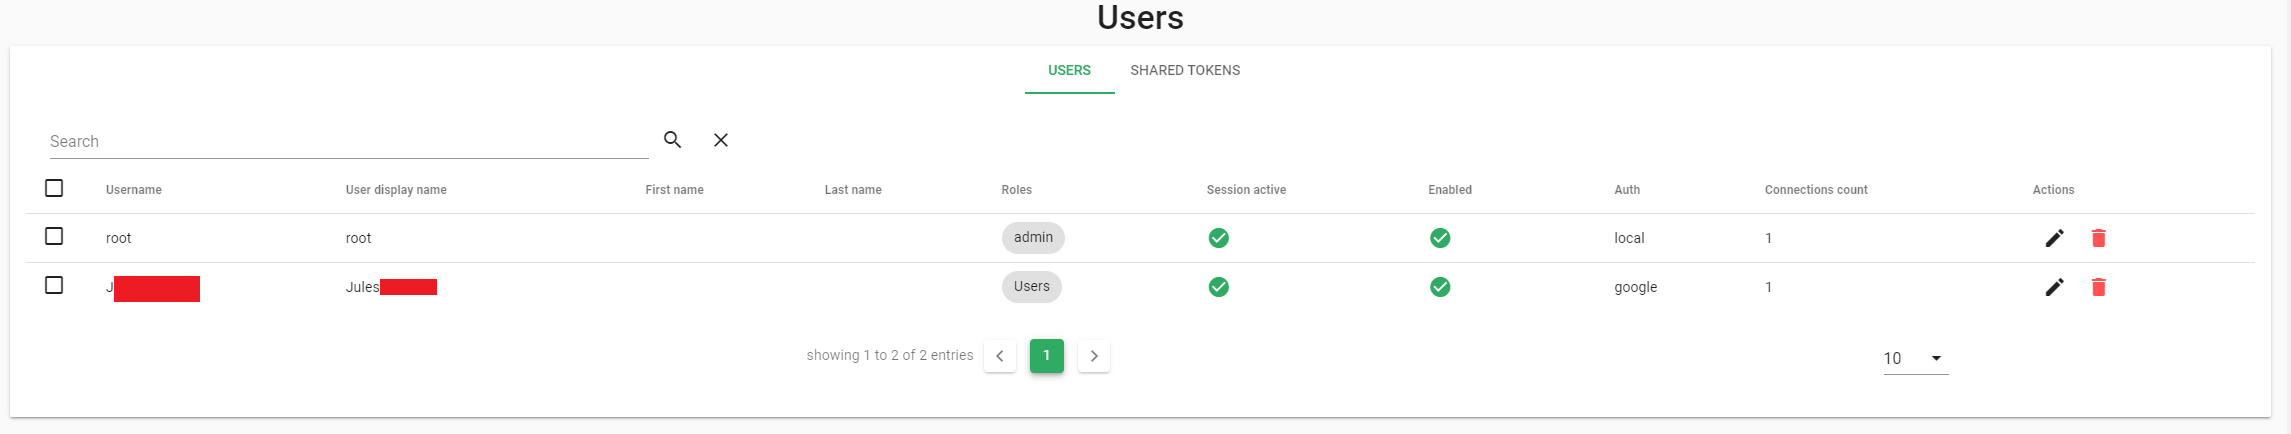 Users
USERS SHARED TOKENS
Search
Username User display name First name Last name Roles Session active Enabled Auth Connections count Actions
root root admin local 1
J Jules Users google 1
showing 1 to 2 of 2 entries 1 10